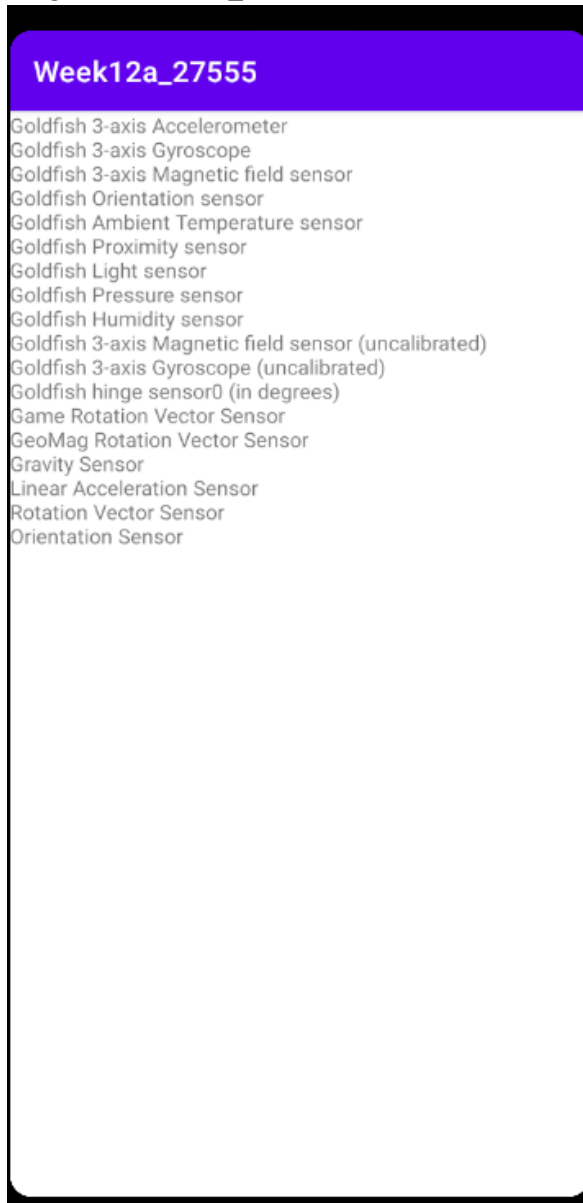 Week12a_27555
Goldfish 3-axis Accelerometer
Goldfish 3-axis Gyroscope
Goldfish 3-axis Magnetic field sensor
Goldfish Orientation sensor
Goldfish Ambient Temperature sensor
Goldfish Proximity sensor
Goldfish Light sensor
Goldfish Pressure sensor
Goldfish Humidity sensor
Goldfish 3-axis Magnetic field sensor (uncalibrated)
Goldfish 3-axis Gyroscope (uncalibrated)
Goldfish hinge sensor0 (in degrees)
Game Rotation Vector Sensor
GeoMag Rotation Vector Sensor
Gravity Sensor
Linear Acceleration Sensor
Rotation Vector Sensor
Orientation Sensor